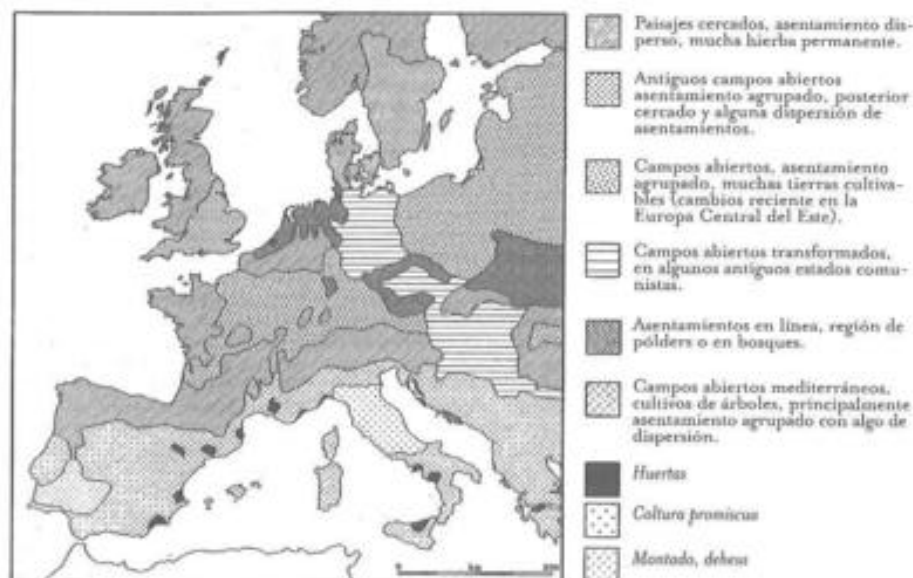 Paisajes cercados, asentamiento dis-
perso, mucha hierba permanente.
Antiguos campos abiertos
asentamiento agrupado, posterior
cercado y alguna dispersión de
asentamientos.
Campos abiertos, asentamiento
agrupado, muchas tierras cultiva-
bles (cambios reciente en la
Europa Central del Este).
Campos abiertos transformados,
en algunos antiguos estados comu-
nistas.
Asentamientos en línea, región de
pólders o en bosques.
Campos abiertos mediterráneos,
cultivos de árboles, principalmente
asentamiento agrupado con algo de
dispersión.
Huertas
Coltura promiscua
Montado, dehesa
0 km